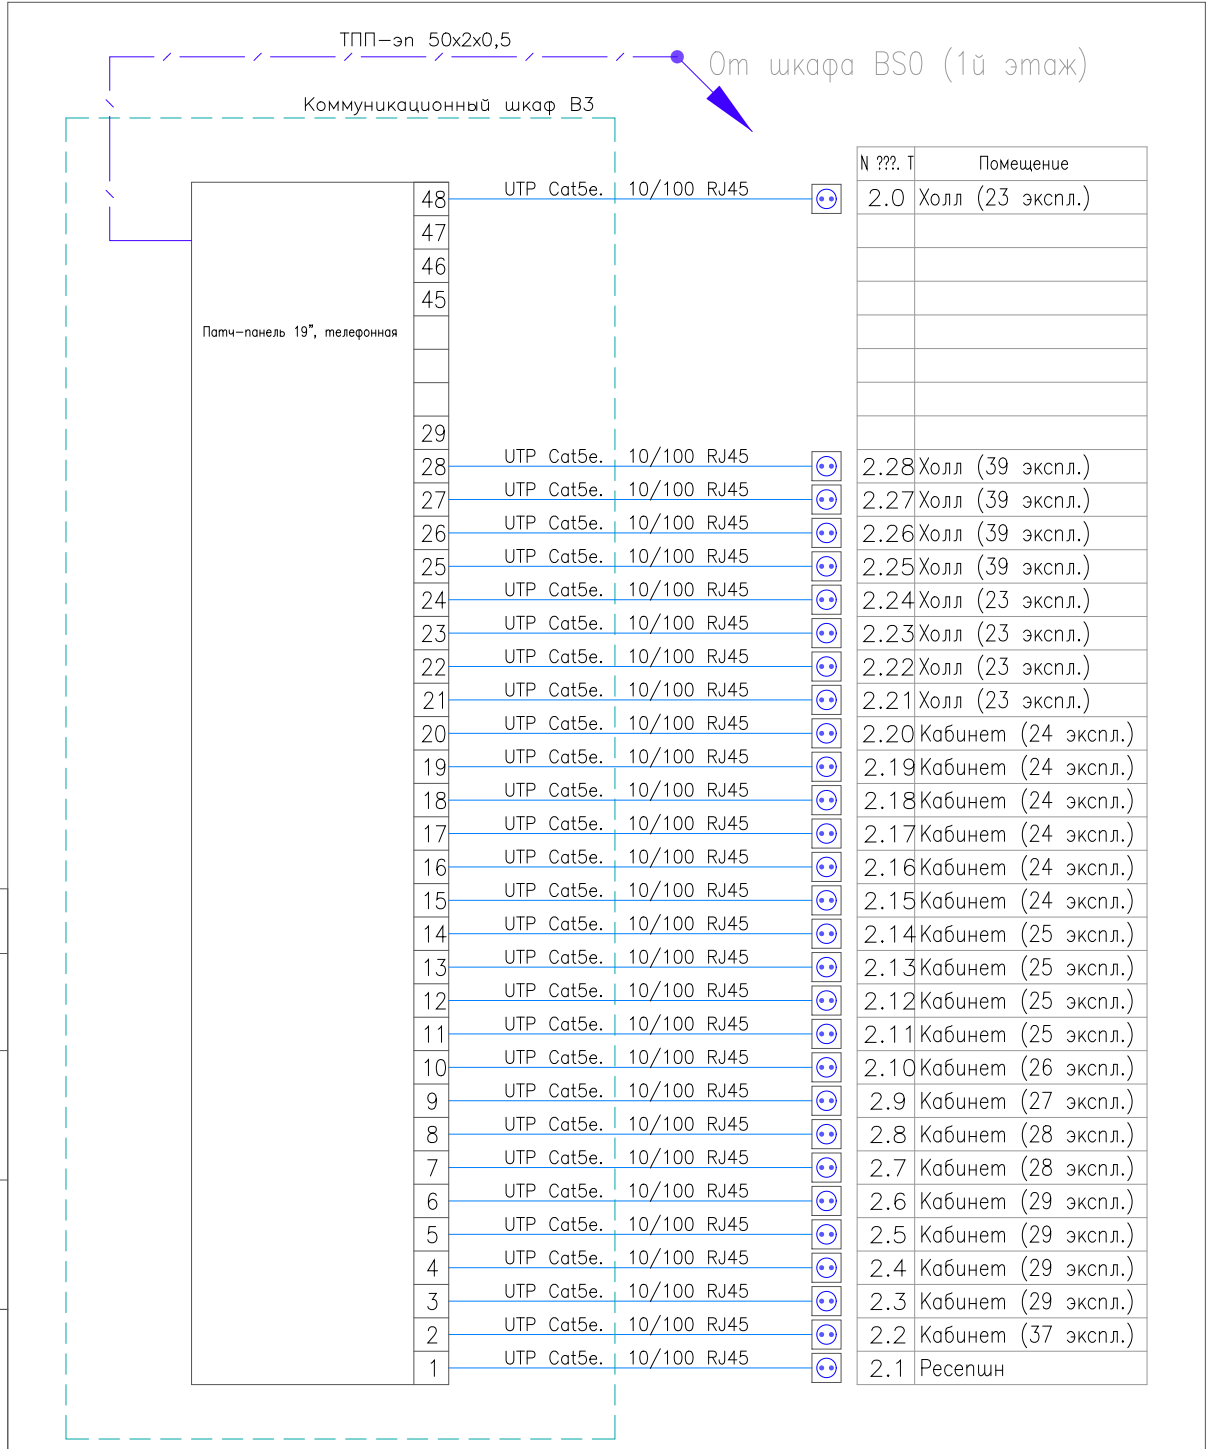 ТПП-эп 50х2х0,5
От шкафа BS0 (1й этаж)
Коммуникационный шкаф В3
N ???. Т Помещение
48 UTP Cat5e. 10/100 RJ45 2.0 Холл (23 экспл.)
47
46
45
Патч-панель 19", телефонная
29
28 UTP Cat5e. 10/100 RJ45 2.28 Холл (39 экспл.)
27 UTP Cat5e. 10/100 RJ45 2.27 Холл (39 экспл.)
26 UTP Cat5e. 10/100 RJ45 2.26 Холл (39 экспл.)
25 UTP Cat5e. 10/100 RJ45 2.25 Холл (39 экспл.)
24 UTP Cat5e. 10/100 RJ45 2.24 Холл (23 экспл.)
23 UTP Cat5e. 10/100 RJ45 2.23 Холл (23 экспл.)
22 UTP Cat5e. 10/100 RJ45 2.22 Холл (23 экспл.)
21 UTP Cat5e. 10/100 RJ45 2.21 Холл (23 экспл.)
20 UTP Cat5e. 10/100 RJ45 2.20 Кабинет (24 экспл.)
19 UTP Cat5e. 10/100 RJ45 2.19 Кабинет (24 экспл.)
18 UTP Cat5e. 10/100 RJ45 2.18 Кабинет (24 экспл.)
17 UTP Cat5e. 10/100 RJ45 2.17 Кабинет (24 экспл.)
16 UTP Cat5e. 10/100 RJ45 2.16 Кабинет (24 экспл.)
15 UTP Cat5e. 10/100 RJ45 2.15 Кабинет (24 экспл.)
14 UTP Cat5e. 10/100 RJ45 2.14 Кабинет (25 экспл.)
13 UTP Cat5e. 10/100 RJ45 2.13 Кабинет (25 экспл.)
12 UTP Cat5e. 10/100 RJ45 2.12 Кабинет (25 экспл.)
11 UTP Cat5e. 10/100 RJ45 2.11 Кабинет (25 экспл.)
10 UTP Cat5e. 10/100 RJ45 2.10 Кабинет (26 экспл.)
9 UTP Cat5e. 10/100 RJ45 2.9 Кабинет (27 экспл.)
8 UTP Cat5e. 10/100 RJ45 2.8 Кабинет (28 экспл.)
7 UTP Cat5e. 10/100 RJ45 2.7 Кабинет (28 экспл.)
6 UTP Cat5e. 10/100 RJ45 2.6 Кабинет (29 экспл.)
5 UTP Cat5e. 10/100 RJ45 2.5 Кабинет (29 экспл.)
4 UTP Cat5e. 10/100 RJ45 2.4 Кабинет (29 экспл.)
3 UTP Cat5e. 10/100 RJ45 2.3 Кабинет (29 экспл.)
2 UTP Cat5e. 10/100 RJ45 2.2 Кабинет (37 экспл.)
1 UTP Cat5e. 10/100 RJ45 2.1 Ресепшн